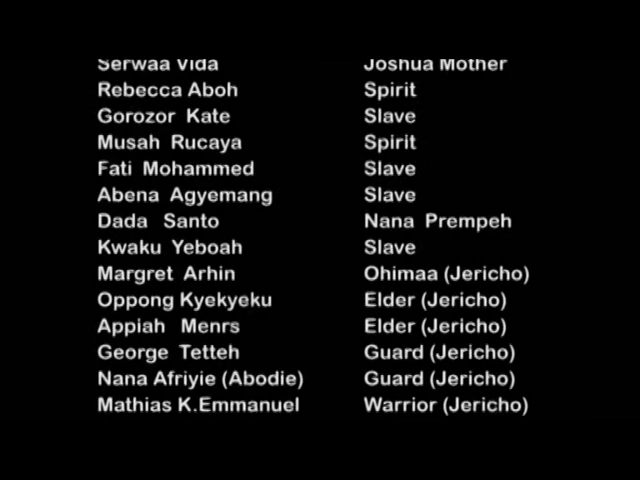 Serwaa Vida Joshua Mother
Rebecca Aboh Spirit
Gorozor Kate Slave
Musah Rucaya Spirit
Fati Mohammed Slave
Abena Agyemang Slave
Dada Santo Nana Prempeh
Kwaku Yeboah Slave
Margret Arhin Ohimaa (Jericho)
Oppong Kyekyeku Elder (Jericho)
Appiah Menrs Elder (Jericho)
George Tetteh Guard (Jericho)
Nana Afriyie (Abodie) Guard (Jericho)
Mathias K.Emmanuel Warrior (Jericho)